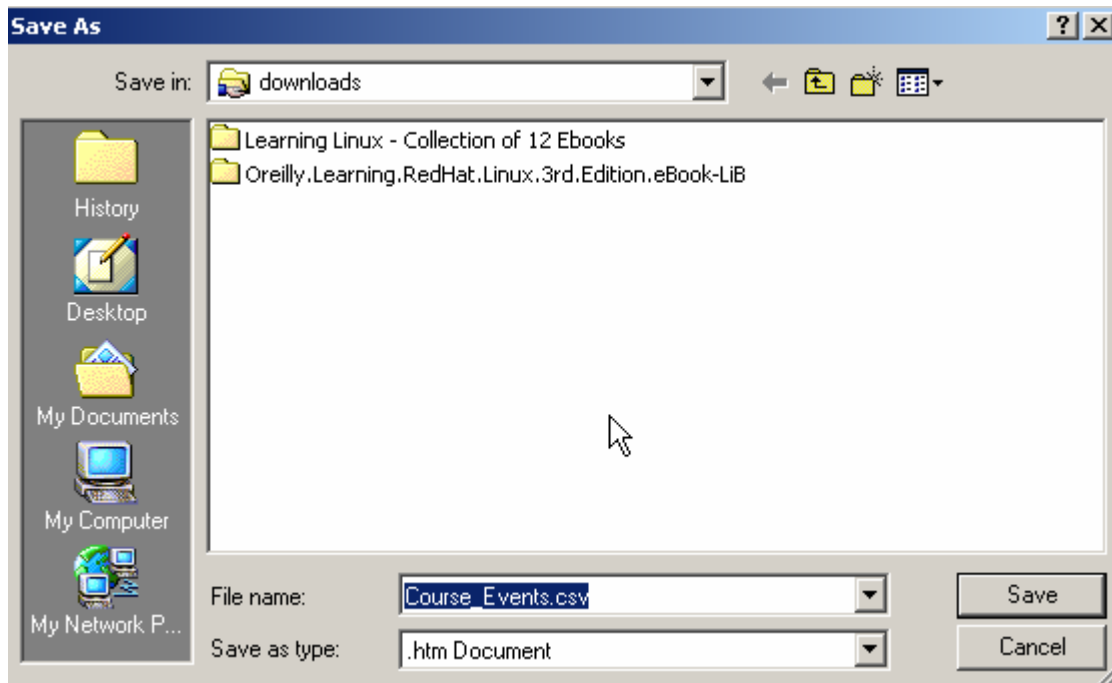 Save As
Save in:
downloads
Learning Linux - Collection of 12 Ebooks
Oreilly.Learning.RedHat.Linux.3rd.Edition.eBook-LiB
History
Desktop
My Documents
My Computer
My Network P...
File name:
Course_Events.csv
Save
Save as type:
.htm Document
Cancel